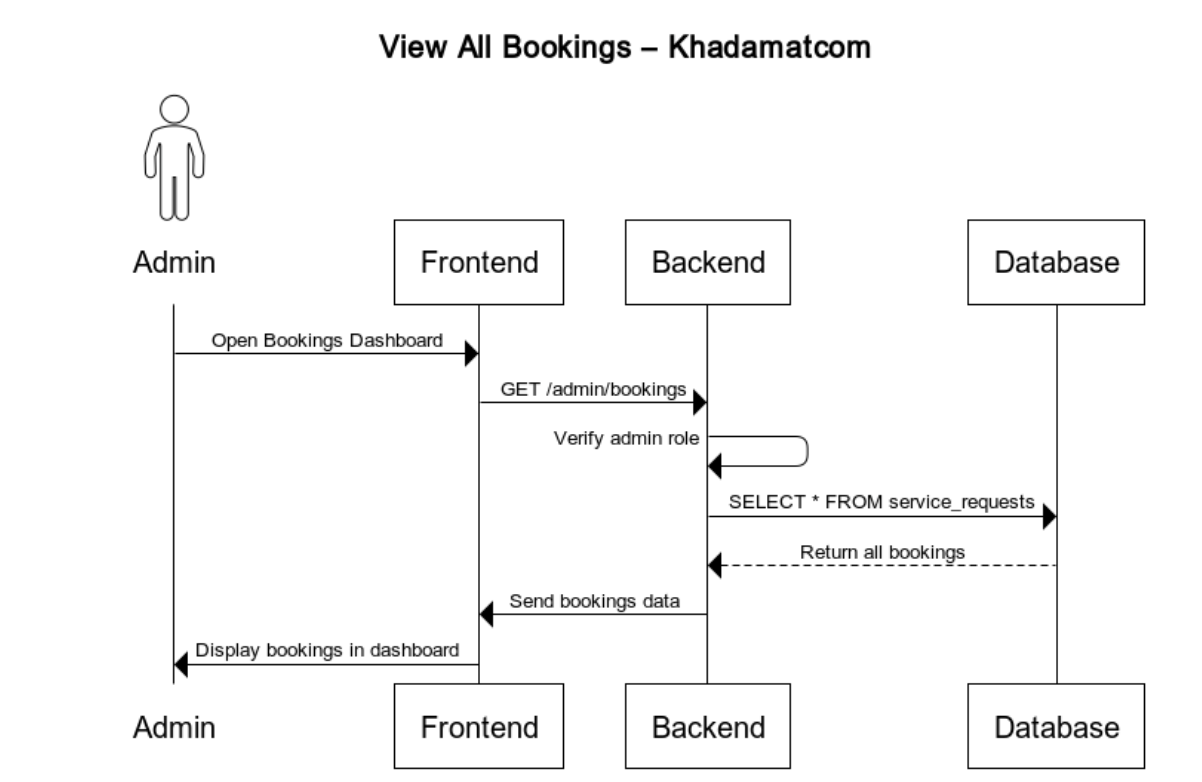 View All Bookings – Khadamatcom
Admin
Frontend
Backend
Database
Open Bookings Dashboard
GET /admin/bookings
Verify admin role
SELECT * FROM service_requests
Return all bookings
Send bookings data
Display bookings in dashboard
Admin
Frontend
Backend
Database